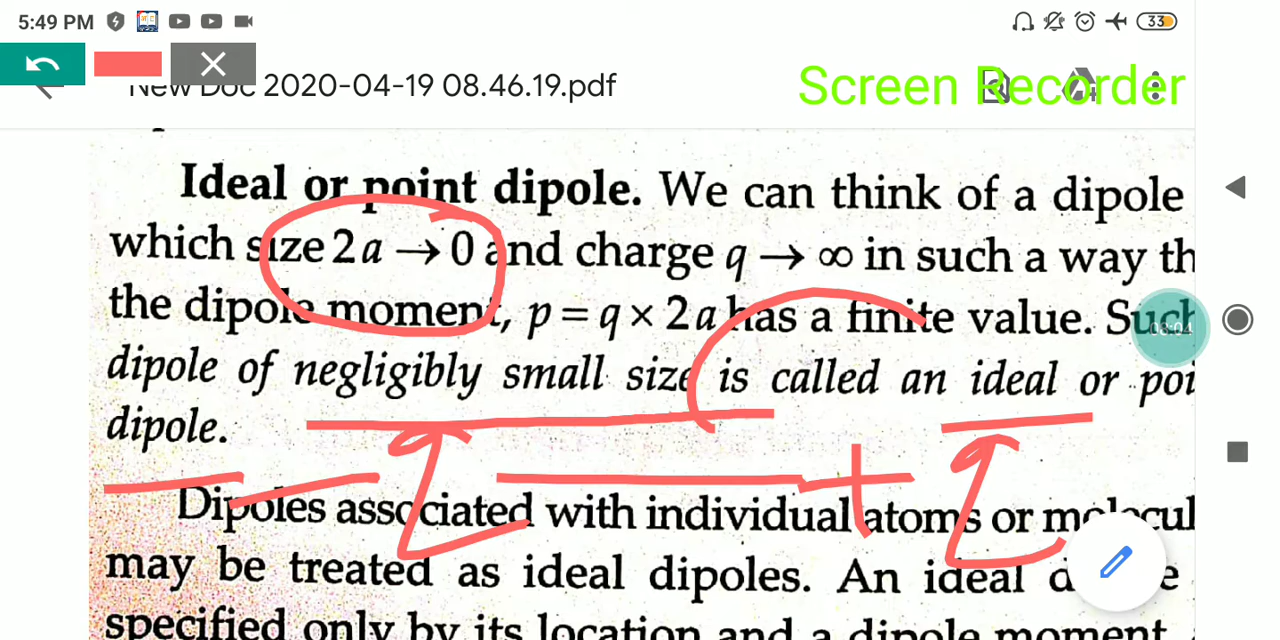 5:49 PM
33
New Doc 2020-04-19 08.46.19.pdf
Screen Recorder
Ideal or point dipole. We can think of a dipole
which size 2a → 0 and charge q → ∞ in such a way th
the dipole moment, p = q × 2a has a finite value. Such
03:04
dipole of negligibly small size is called an ideal or poi
dipole.
Dipoles associated with individual atoms or molecul
may be treated as ideal dipoles. An ideal
specified only by its location and a dipole moment